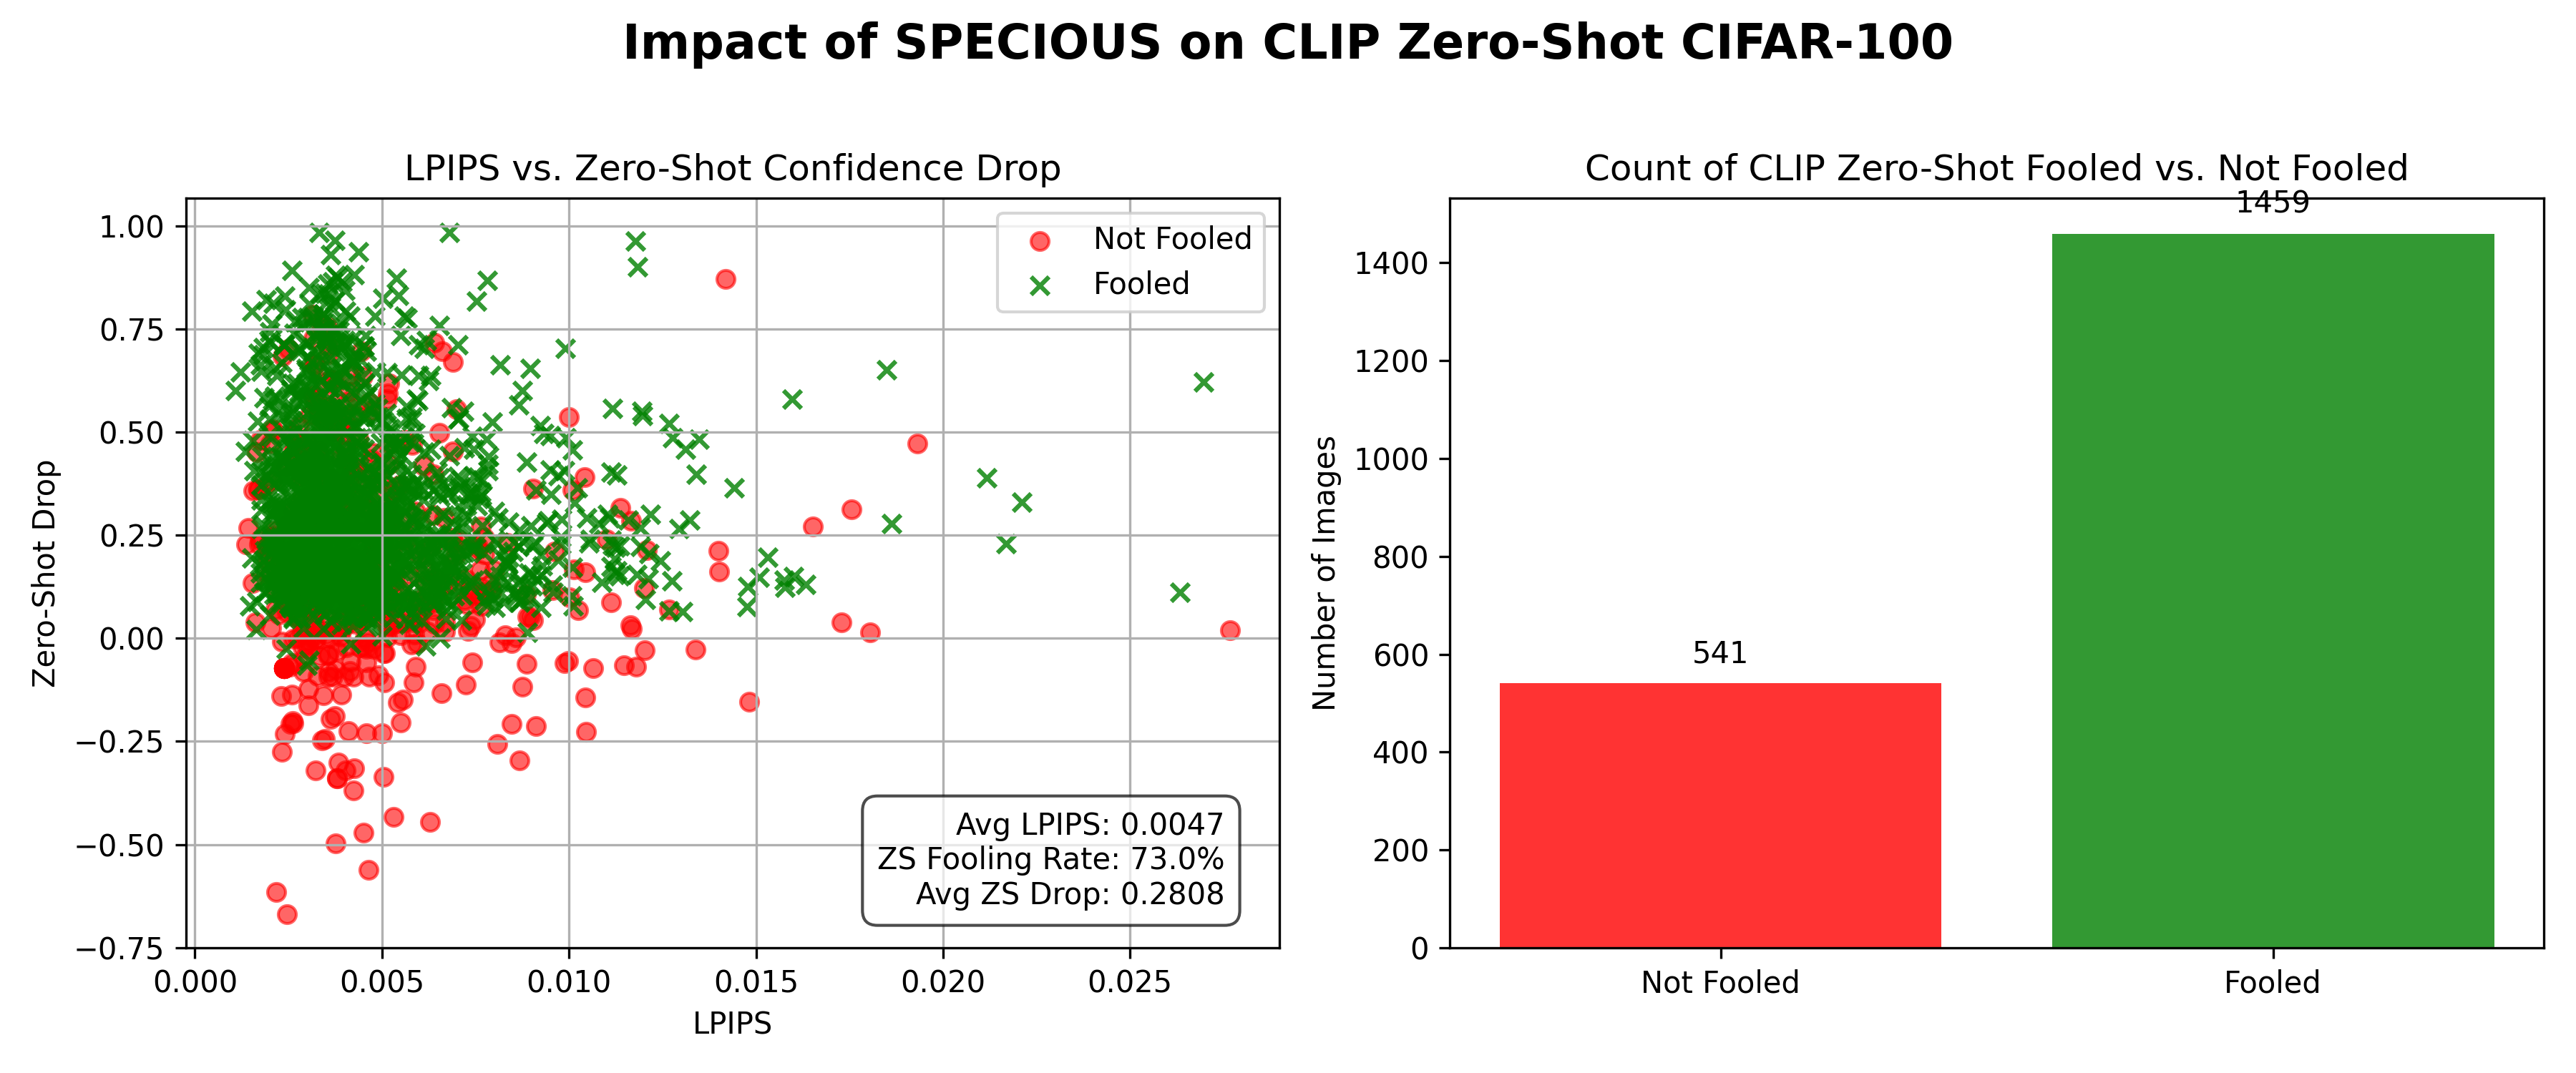 Impact of SPECIOUS on CLIP Zero-Shot CIFAR-100
LPIPS vs. Zero-Shot Confidence Drop
Zero-Shot Drop
1.00
0.75
0.50
0.25
0.00
−0.25
−0.50
−0.75
Not Fooled
Fooled
Avg LPIPS: 0.0047
ZS Fooling Rate: 73.0%
Avg ZS Drop: 0.2808
0.000 0.005 0.010 0.015 0.020 0.025
LPIPS
Count of CLIP Zero-Shot Fooled vs. Not Fooled
Number of Images
1400
1200
1000
800
600
400
200
0
541
1459
Not Fooled Fooled